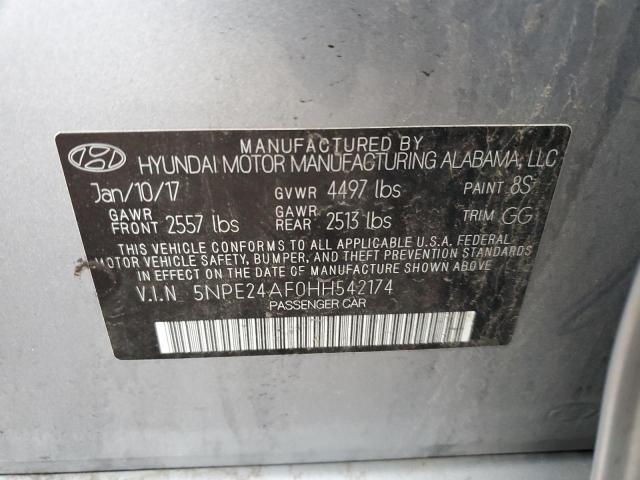 MANUFACTURED BY
HYUNDAI MOTOR MANUFACTURING ALABAMA, LLC
Jan/10/17 GVWR 4497 lbs PAINT 8S
GAWR FRONT 2557 lbs GAWR REAR 2513 lbs TRIM GG
THIS VEHICLE CONFORMS TO ALL APPLICABLE U.S.A. FEDERAL
MOTOR VEHICLE SAFETY, BUMPER, AND THEFT PREVENTION STANDARDS
IN EFFECT ON THE DATE OF MANUFACTURE SHOWN ABOVE.
V.I.N 5NPE24AF0HH542174
PASSENGER CAR